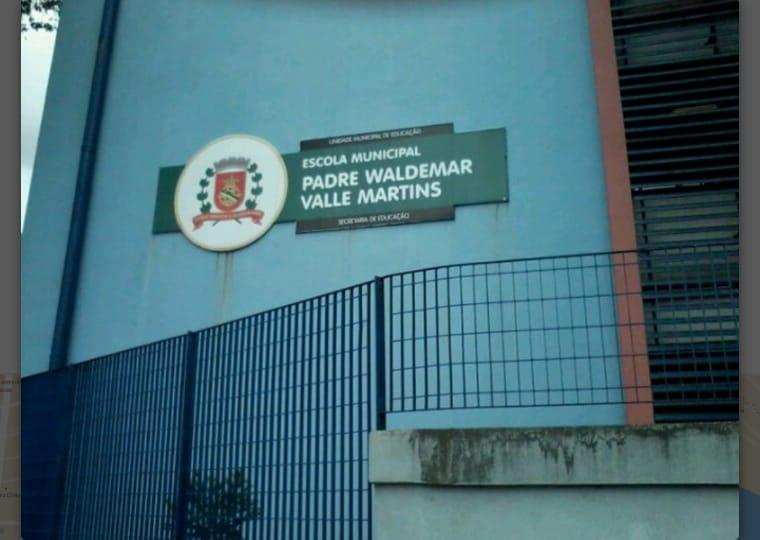 UNIDADE MUNICIPAL DE EDUCAÇÃO
ESCOLA MUNICIPAL
PADRE WALDEMAR
VALLE MARTINS
SECRETARIA DE EDUCAÇÃO